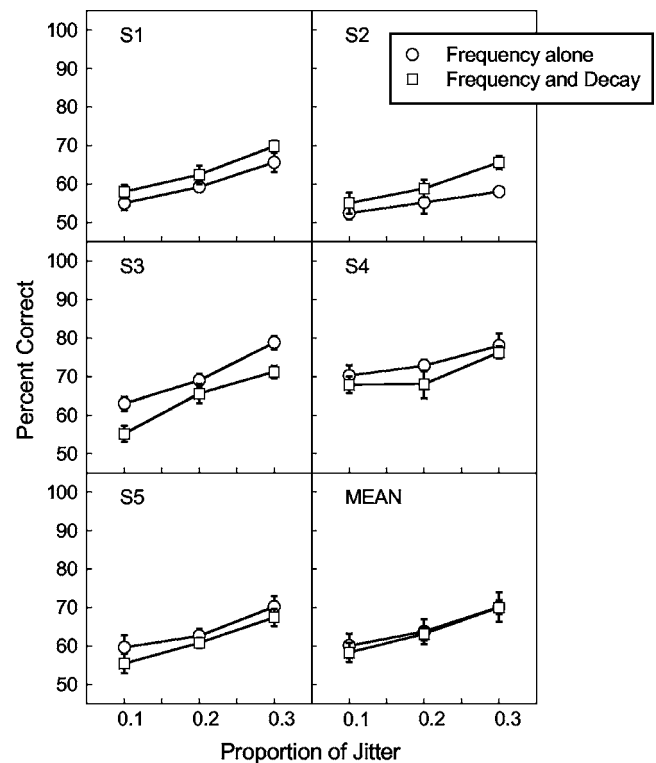 S1
S2
Frequency alone
Frequency and Decay
100
90
80
70
60
50
S3
S4
100
90
80
70
60
50
S5
MEAN
100
90
80
70
60
50
Percent Correct
0.1 0.2 0.3 0.1 0.2 0.3
Proportion of Jitter